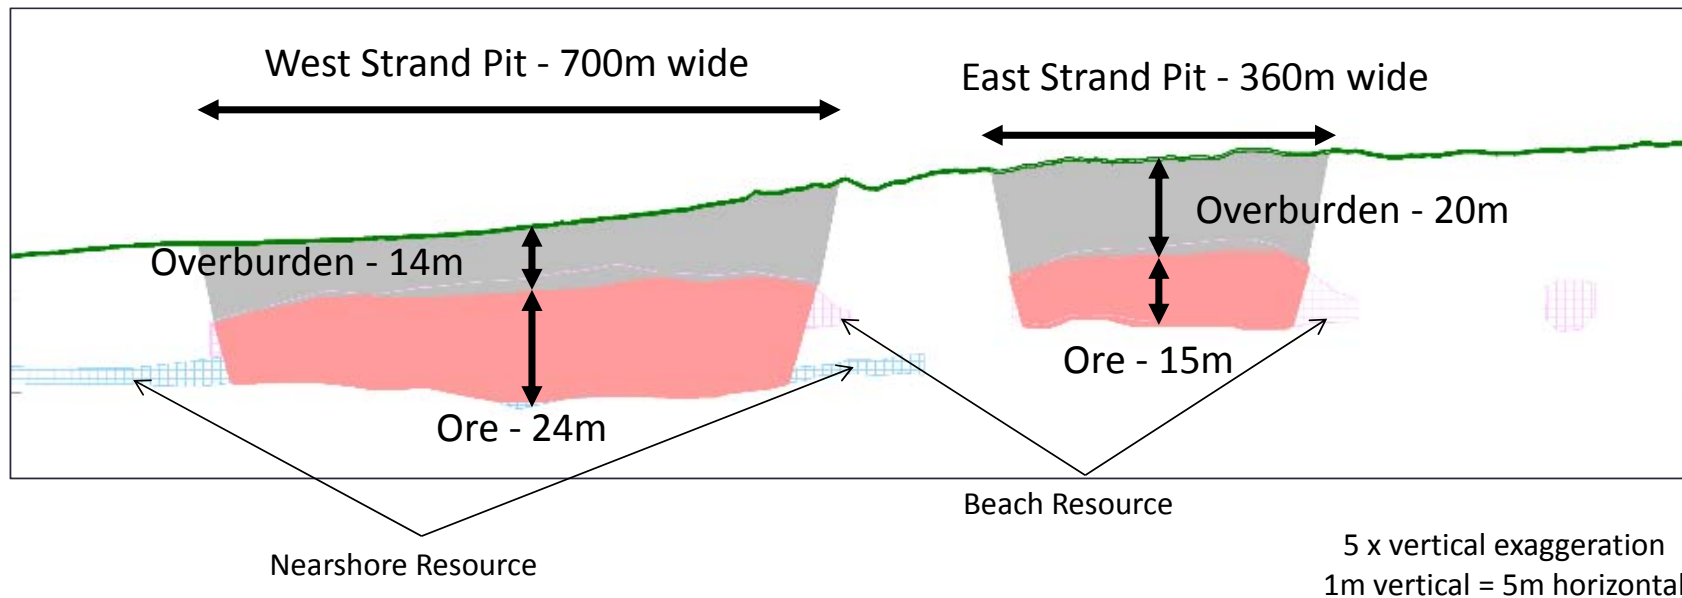 West Strand Pit - 700m wide
East Strand Pit - 360m wide
Overburden - 14m
Overburden - 20m
Ore - 24m
Ore - 15m
Beach Resource
Nearshore Resource
5 x vertical exaggeration
1m vertical = 5m horizontal